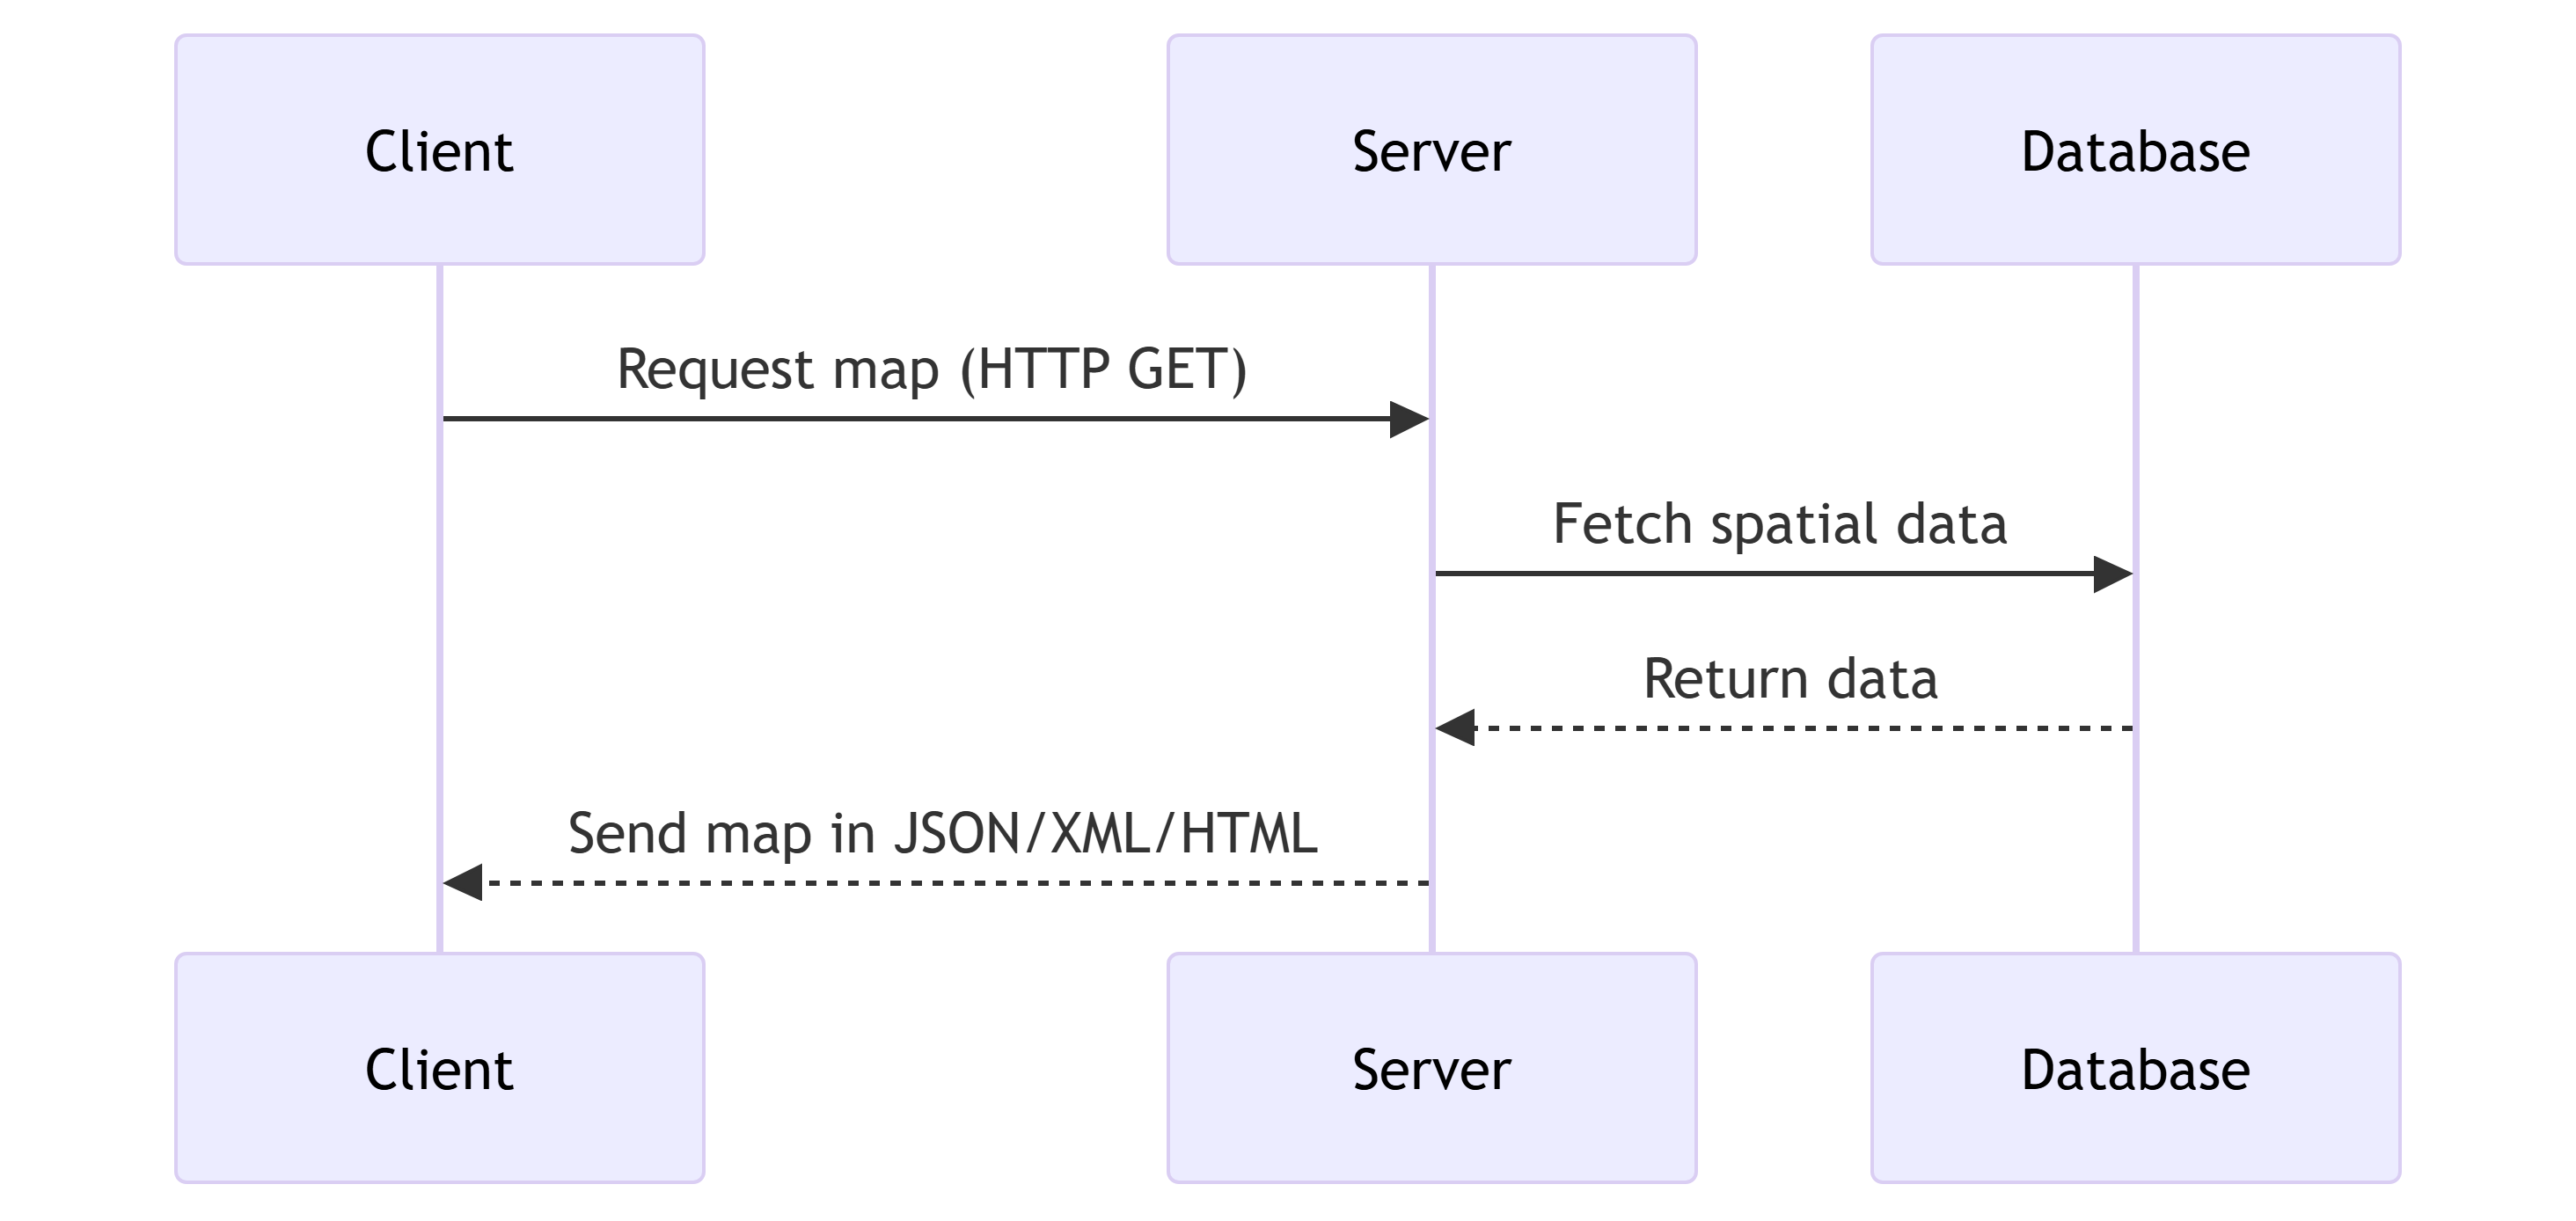 Client
Server
Database
Request map (HTTP GET)
Fetch spatial data
Return data
Send map in JSON/XML/HTML
Client
Server
Database